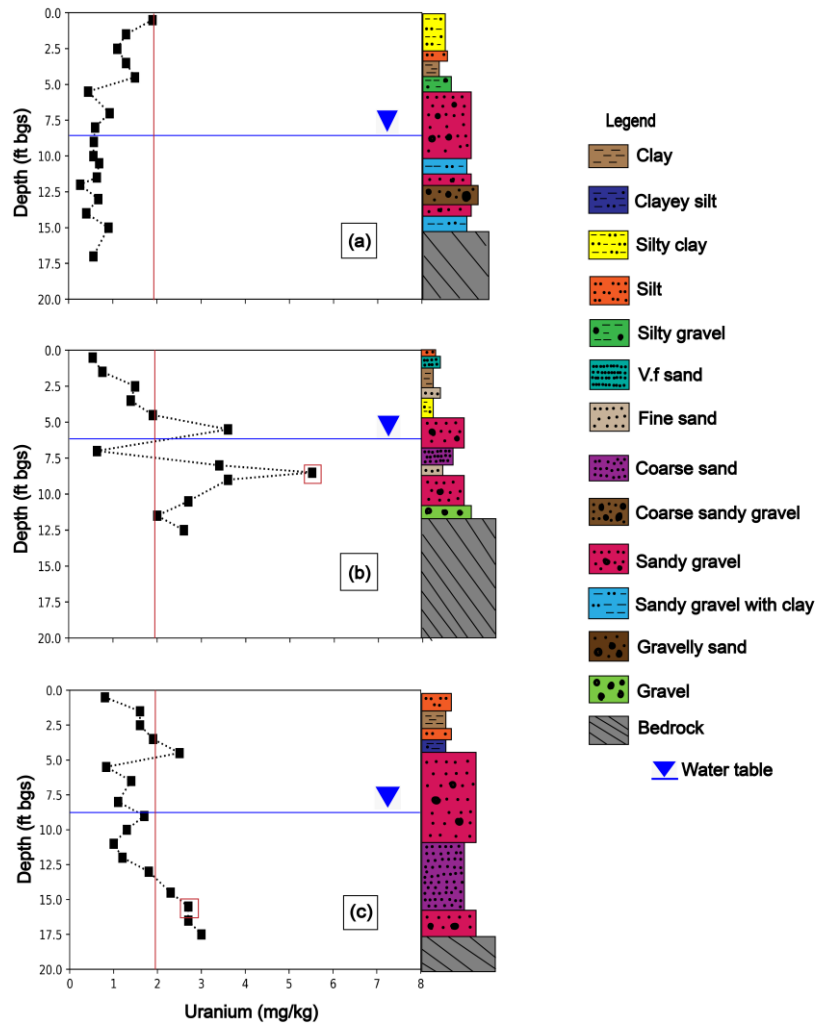 0.0
2.5
5.0
7.5
10.0
12.5
15.0
17.5
20.0
Depth (ft bgs)
(a)
0.0
2.5
5.0
7.5
10.0
12.5
15.0
17.5
20.0
Depth (ft bgs)
(b)
0.0
2.5
5.0
7.5
10.0
12.5
15.0
17.5
20.0
Depth (ft bgs)
(c)
0 1 2 3 4 5 6 7 8
Uranium (mg/kg)
Legend
Clay
Clayey silt
Silty clay
Silt
Silty gravel
V.f sand
Fine sand
Coarse sand
Coarse sandy gravel
Sandy gravel
Sandy gravel with clay
Gravelly sand
Gravel
Bedrock
Water table